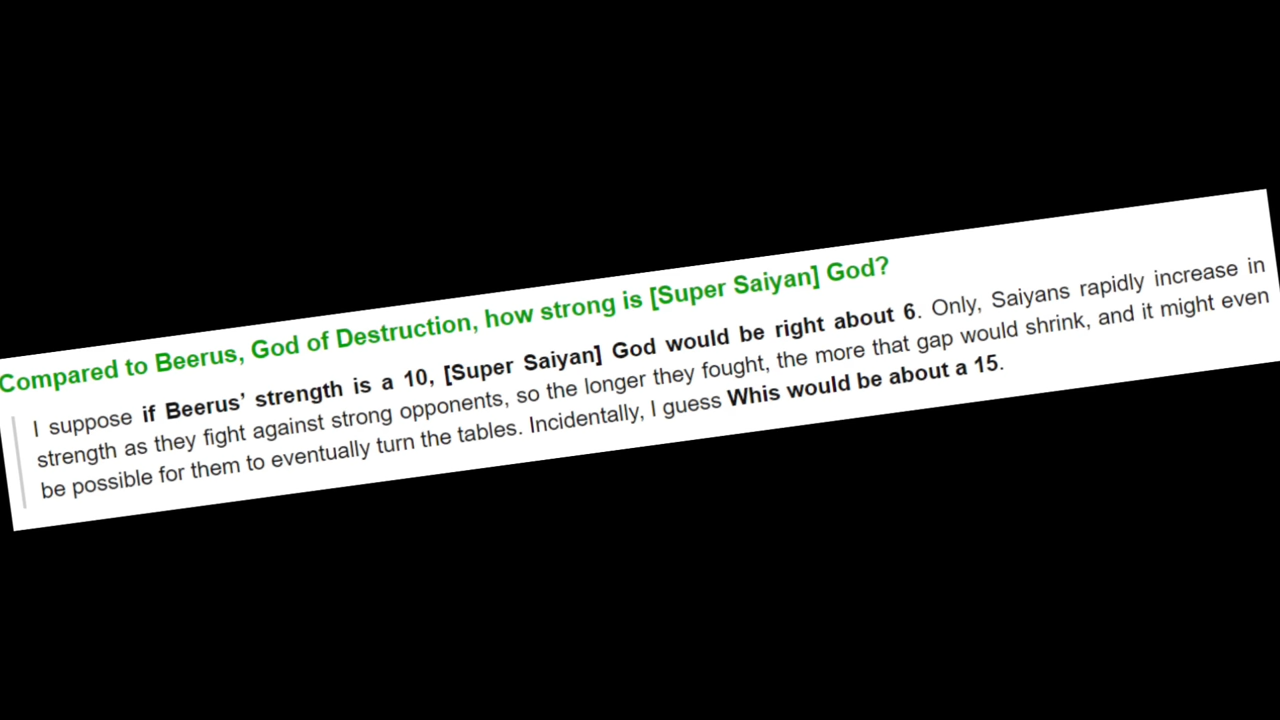 Compared to Beerus, God of Destruction, how strong is [Super Saiyan] God?
I suppose if Beerus’ strength is a 10, [Super Saiyan] God would be right about 6. Only, Saiyans rapidly increase in
strength as they fight against strong opponents, so the longer they fought, the more that gap would shrink, and it might even
be possible for them to eventually turn the tables. Incidentally, I guess Whis would be about a 15.